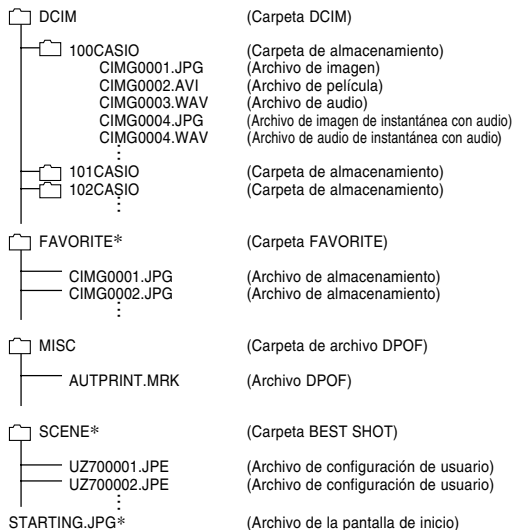 DCIM (Carpeta DCIM)
100CASIO (Carpeta de almacenamiento)
CIMG0001.JPG (Archivo de imagen)
CIMG0002.AVI (Archivo de película)
CIMG0003.WAV (Archivo de audio)
CIMG0004.JPG (Archivo de imagen de instantánea con audio)
CIMG0004.WAV (Archivo de audio de instantánea con audio)
101CASIO (Carpeta de almacenamiento)
102CASIO (Carpeta de almacenamiento)
FAVORITE* (Carpeta FAVORITE)
CIMG0001.JPG (Archivo de almacenamiento)
CIMG0002.JPG (Archivo de almacenamiento)
MISC (Carpeta de archivo DPOF)
AUTPRINT.MRK (Archivo DPOF)
SCENE* (Carpeta BEST SHOT)
UZ700001.JPE (Archivo de configuración de usuario)
UZ700002.JPE (Archivo de configuración de usuario)
STARTING.JPG* (Archivo de la pantalla de inicio)